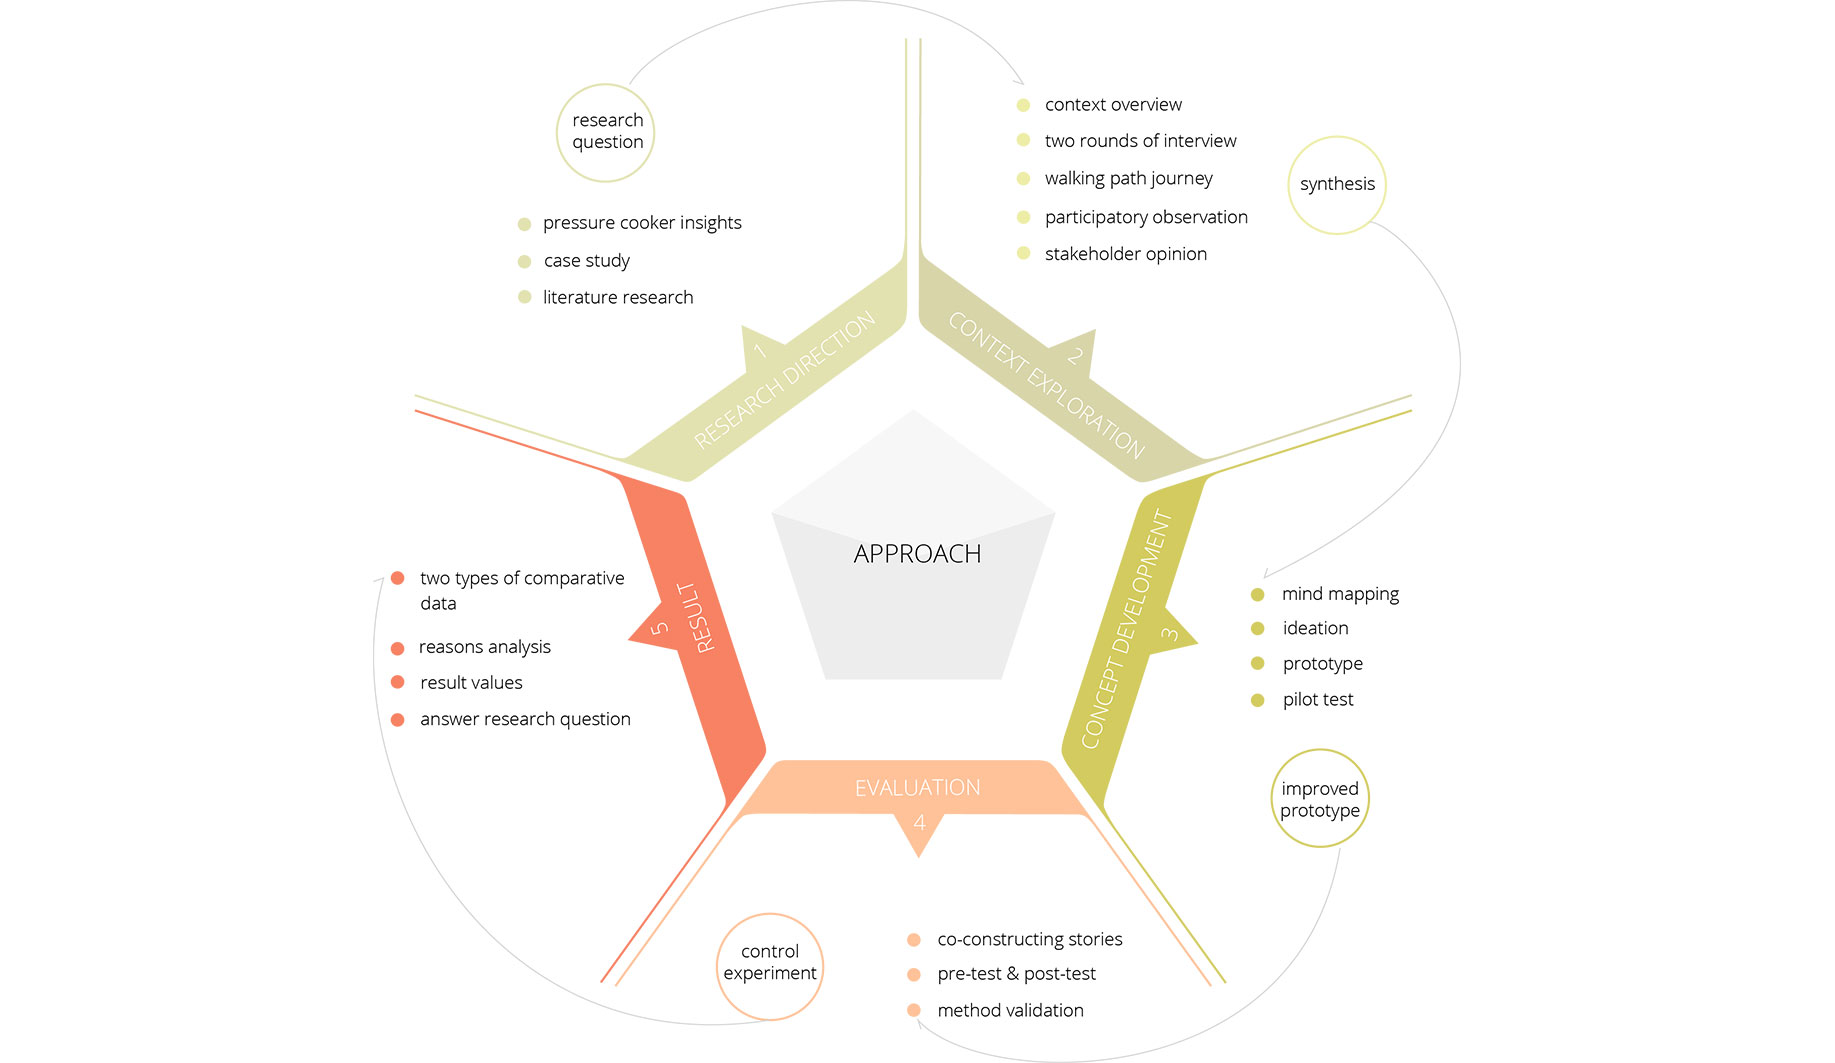 research
question
pressure cooker insights
case study
literature research
1
RESEARCH DIRECTION
context overview
two rounds of interview
walking path journey
participatory observation
stakeholder opinion
synthesis
2
CONTEXT EXPLORATION
APPROACH
CONCEPT DEVELOPMENT
3
mind mapping
ideation
prototype
pilot test
improved
prototype
EVALUATION
4
control
experiment
co-constructing stories
pre-test & post-test
method validation
RESULT
5
two types of comparative
data
reasons analysis
result values
answer research question